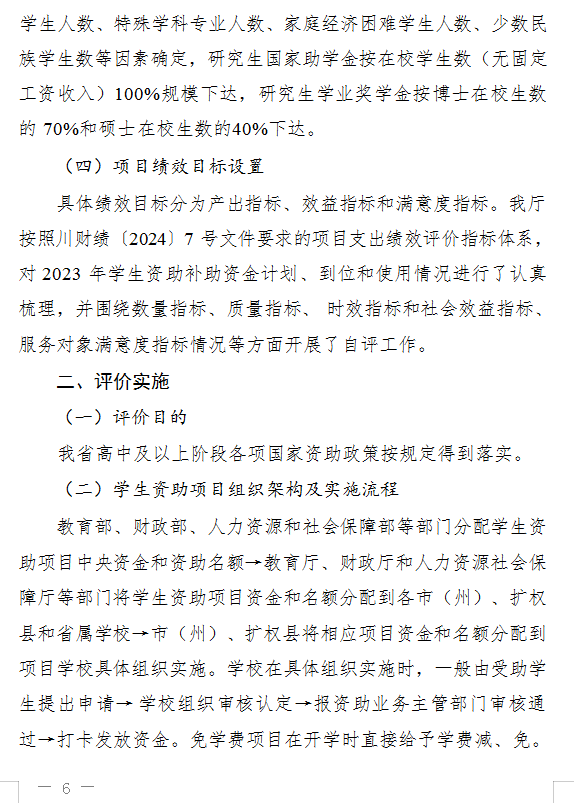 学生人数、特殊学科专业人数、家庭经济困难学生人数、少数民
族学生数等因素确定，研究生国家助学金按在校学生数（无固定
工资收入）100%规模下达，研究生学业奖学金按博士在校生数
的 70%和硕士在校生数的40%下达。
（四）项目绩效目标设置
具体绩效目标分为产出指标、效益指标和满意度指标。我厅
按照川财绩〔2024〕7 号文件要求的项目支出绩效评价指标体系，
对 2023 年学生资助补助资金计划、到位和使用情况进行了认真
梳理，并围绕数量指标、质量指标、 时效指标和社会效益指标、
服务对象满意度指标情况等方面开展了自评工作。
二、评价实施
（一）评价目的
我省高中及以上阶段各项国家资助政策按规定得到落实。
（二）学生资助项目组织架构及实施流程
教育部、财政部、人力资源和社会保障部等部门分配学生资
助项目中央资金和资助名额→教育厅、财政厅和人力资源社会保
障厅等部门将学生资助项目资金和名额分配到各市（州）、扩权
县和省属学校→市（州）、扩权县将相应项目资金和名额分配到
项目学校具体组织实施。学校在具体组织实施时，一般由受助学
生提出申请→ 学校组织审核认定→报资助业务主管部门审核通
过→打卡发放资金。免学费项目在开学时直接给予学费减、免。
— 6 —